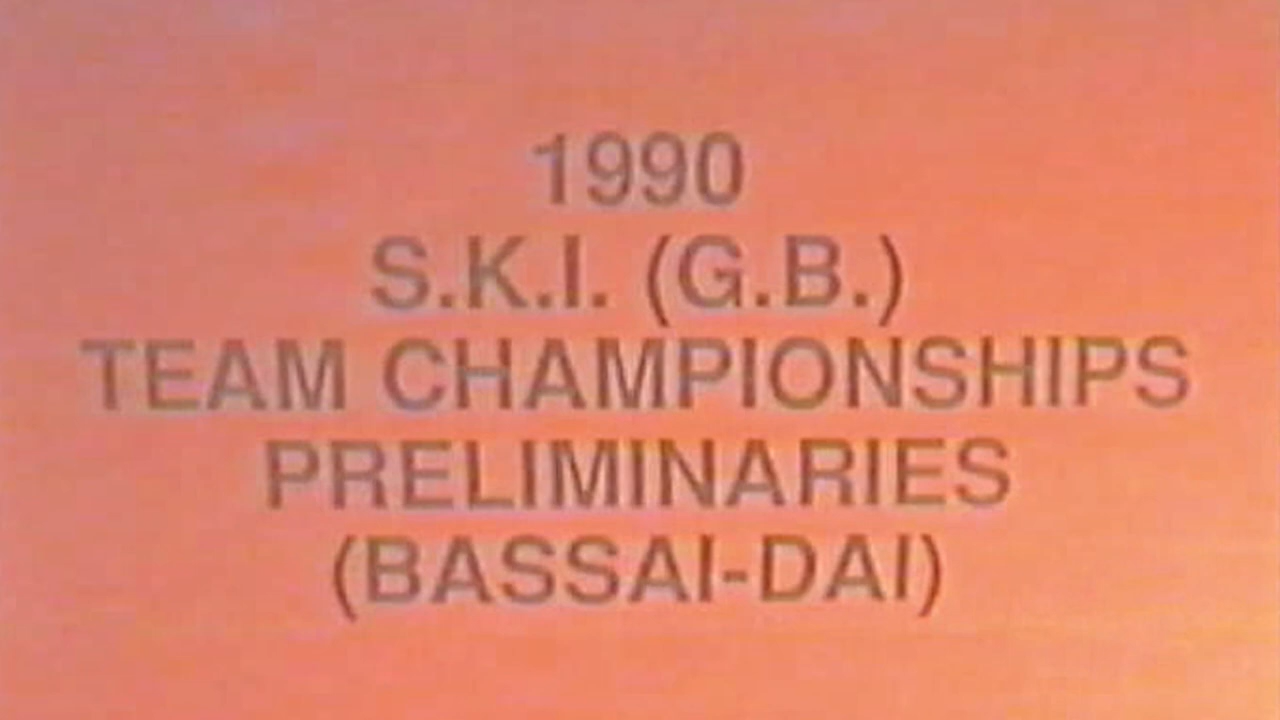 1990
S.K.I. (G.B.)
TEAM CHAMPIONSHIPS
PRELIMINARIES
(BASSAI-DAI)